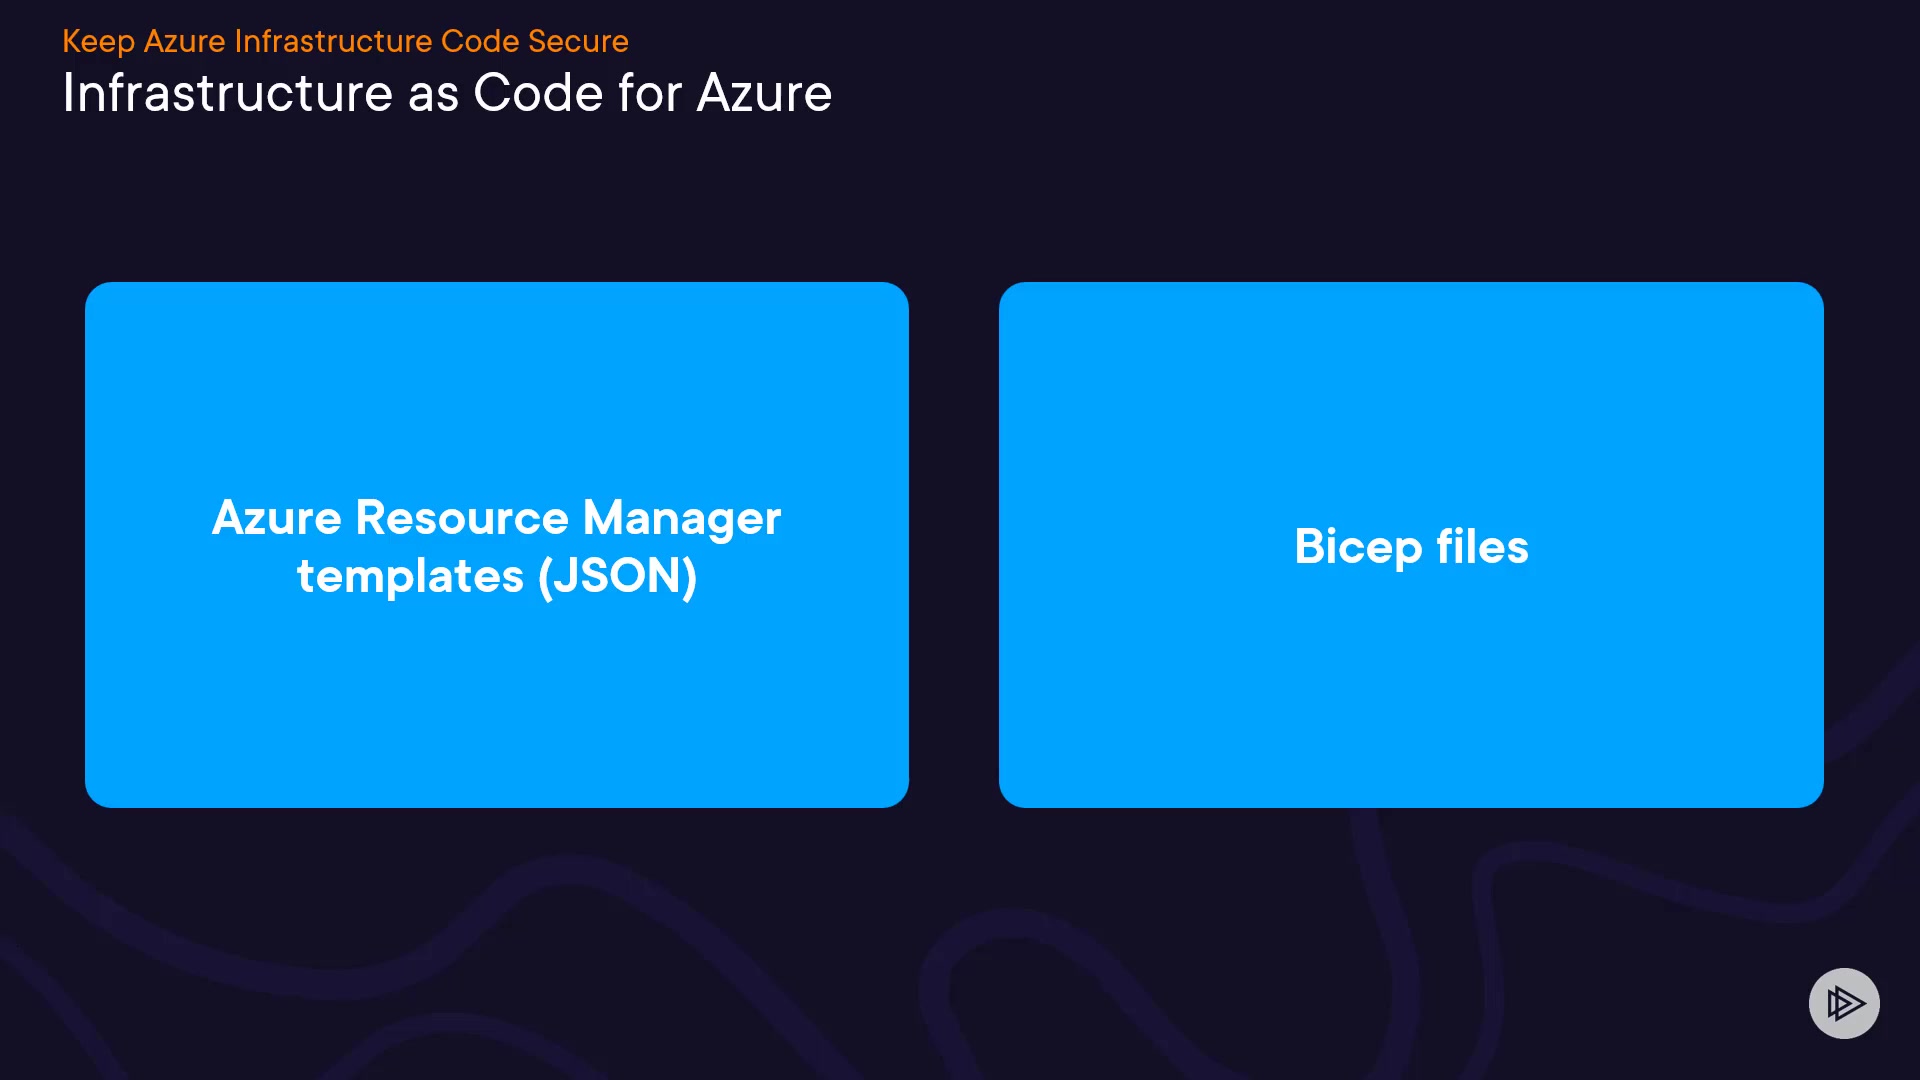 Keep Azure Infrastructure Code Secure
Infrastructure as Code for Azure
Azure Resource Manager
templates (JSON)
Bicep files